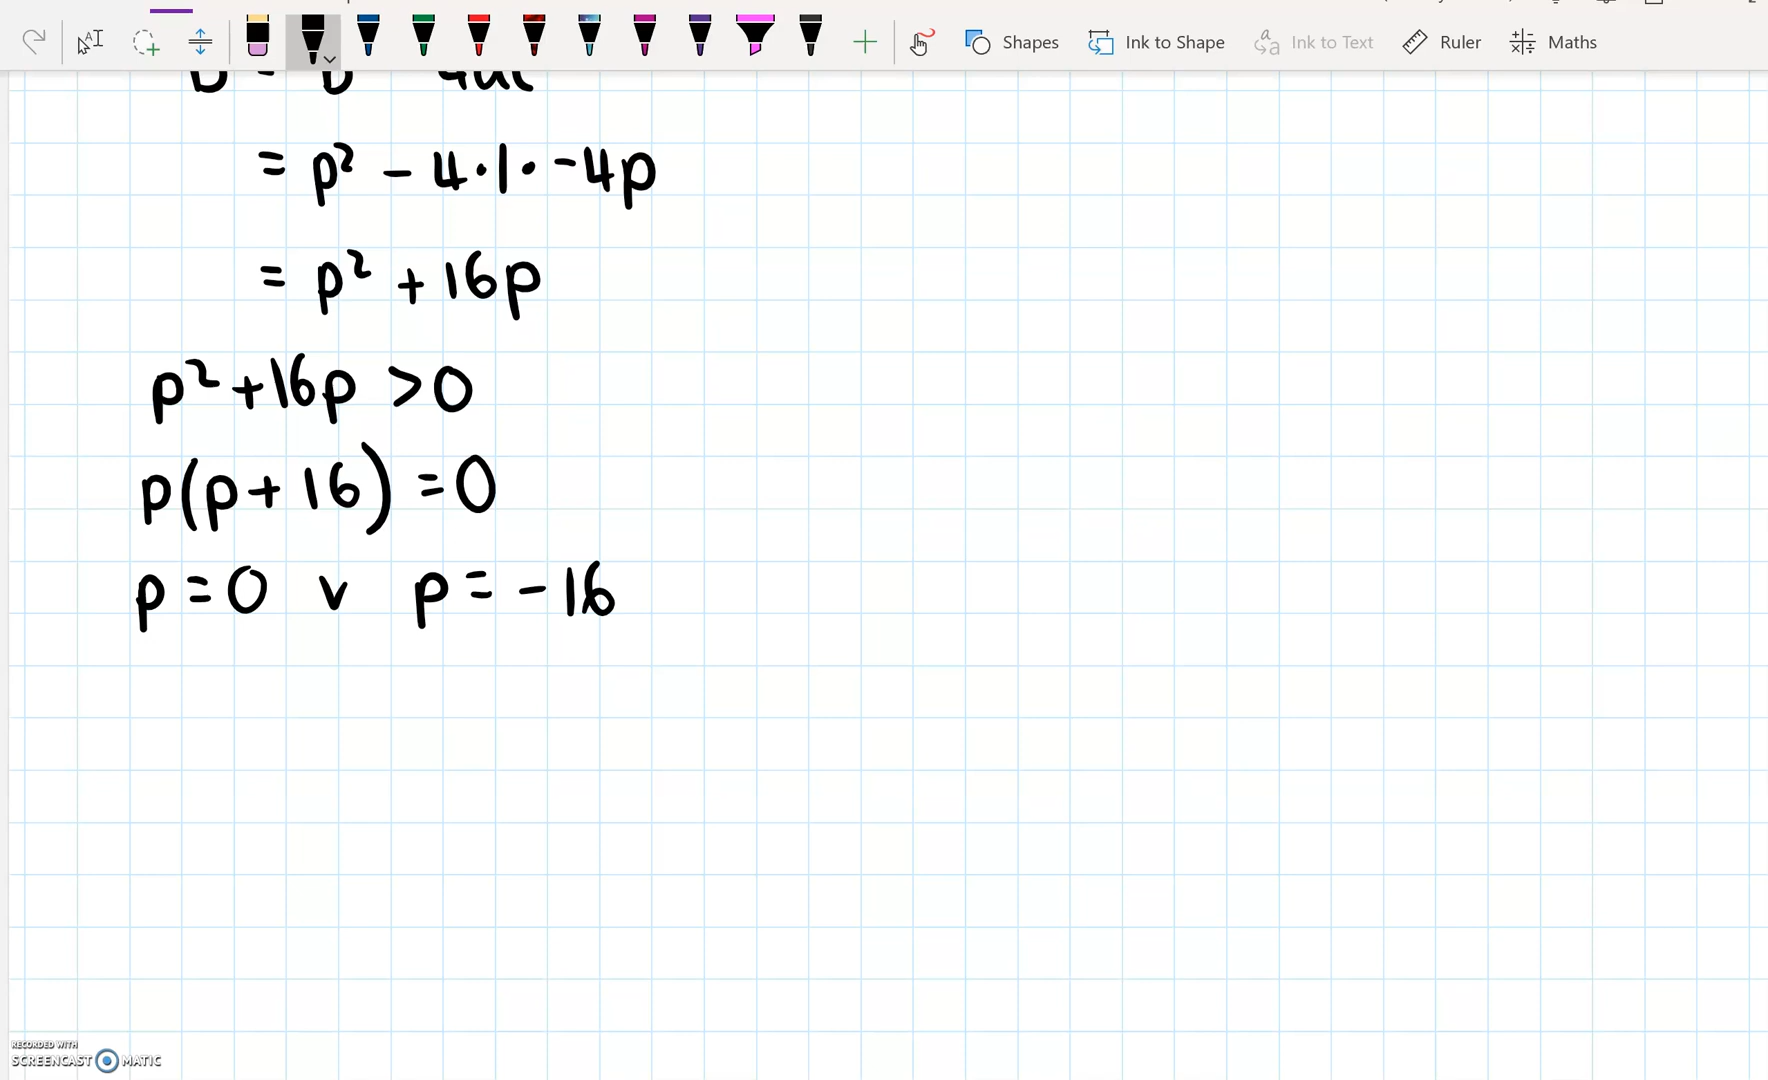 Shapes Ink to Shape Ink to Text Ruler Maths
= p² - 4·1·-4p
= p² + 16p
p² + 16p > 0
p(p + 16) = 0
p = 0 v p = -16
RECORDED WITH
SCREENCAST MATIC